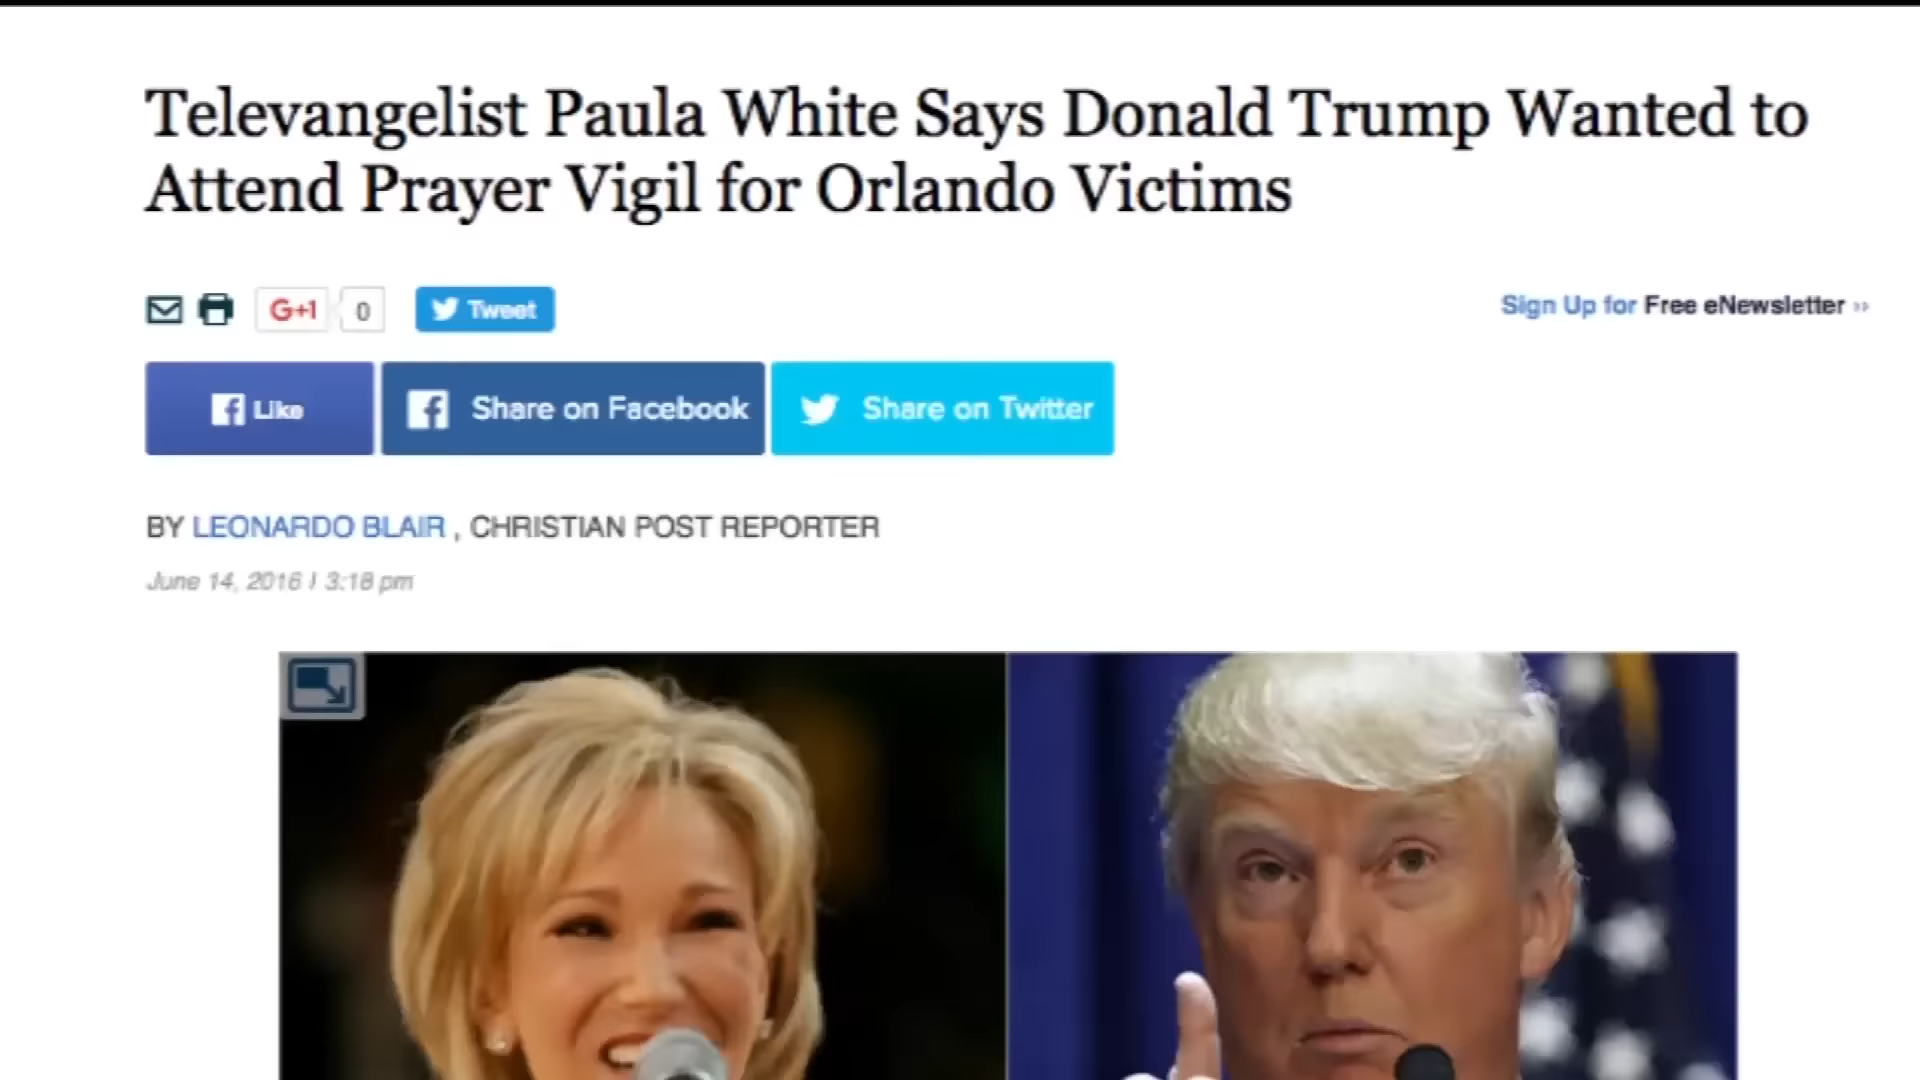 Televangelist Paula White Says Donald Trump Wanted to
Attend Prayer Vigil for Orlando Victims
G+1 0 Tweet
Sign Up for Free eNewsletter ››
Like Share on Facebook Share on Twitter
BY LEONARDO BLAIR , CHRISTIAN POST REPORTER
June 14, 2016 | 3:18 pm